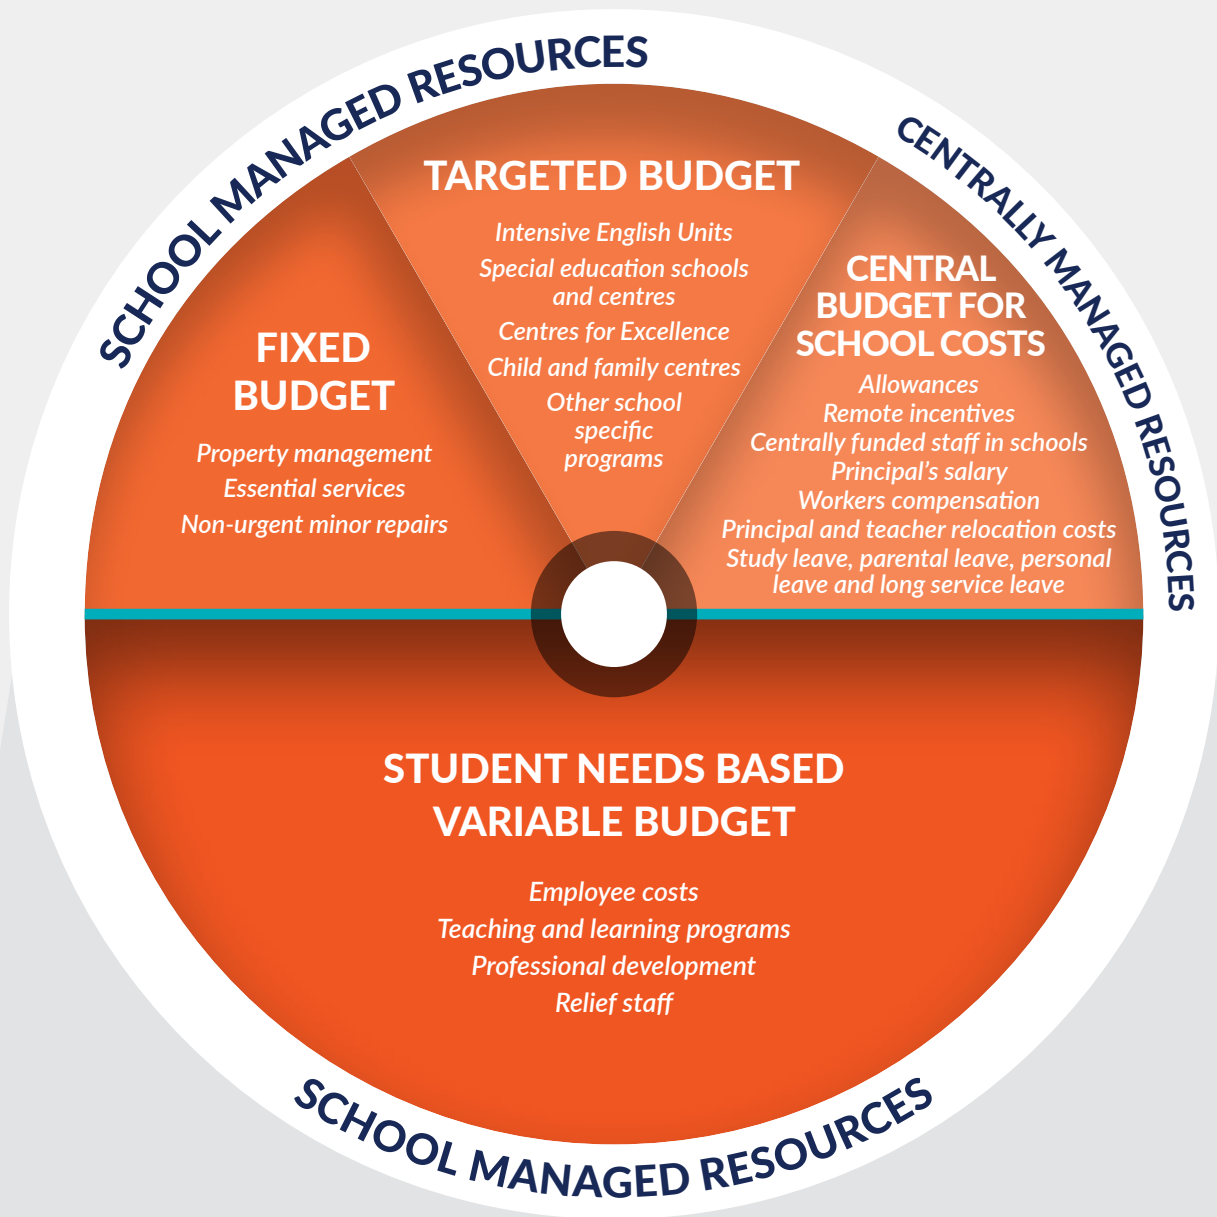 SCHOOL MANAGED RESOURCES
CENTRALLY MANAGED RESOURCES
TARGETED BUDGET
Intensive English Units
Special education schools
and centres
Centres for Excellence
Child and family centres
Other school
specific
programs
FIXED
BUDGET
Property management
Essential services
Non-urgent minor repairs
CENTRAL
BUDGET FOR
SCHOOL COSTS
Allowances
Remote incentives
Centrally funded staff in schools
Principal's salary
Workers compensation
Principal and teacher relocation costs
Study leave, parental leave, personal
leave and long service leave
STUDENT NEEDS BASED
VARIABLE BUDGET
Employee costs
Teaching and learning programs
Professional development
Relief staff
SCHOOL MANAGED RESOURCES